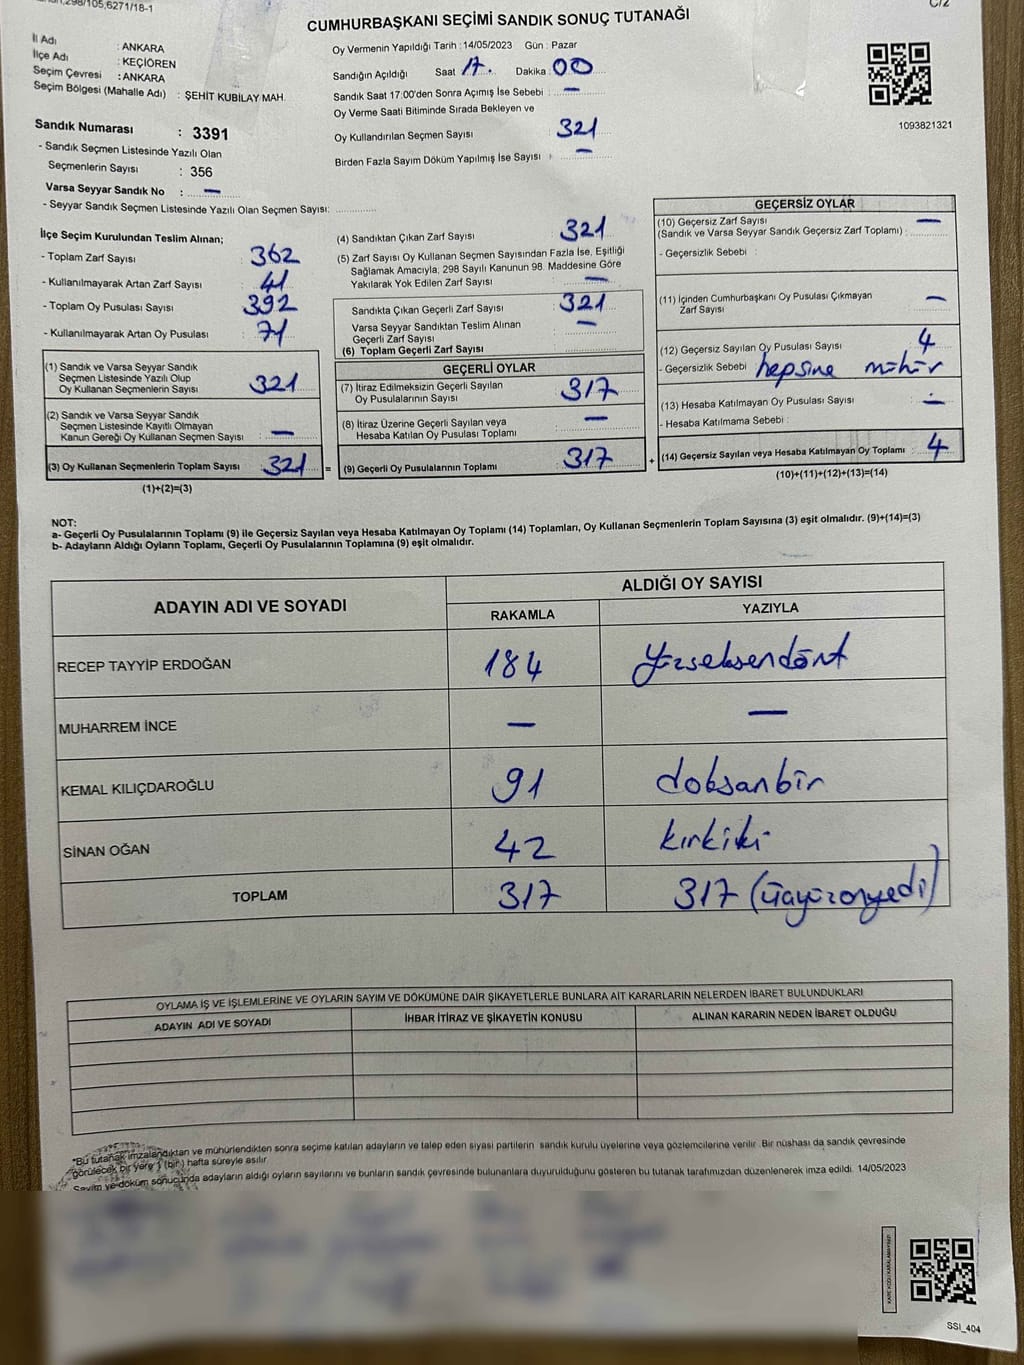 298/105,6271/18-1
C/2
CUMHURBAŞKANI SEÇİMİ SANDIK SONUÇ TUTANAĞI
İl Adı : ANKARA
İlçe Adı : KEÇİÖREN
Seçim Çevresi : ANKARA
Seçim Bölgesi (Mahalle Adı) : ŞEHİT KUBİLAY MAH.
Sandık Numarası : 3391
- Sandık Seçmen Listesinde Yazılı Olan
Seçmenlerin Sayısı : 356
Varsa Seyyar Sandık No : —
- Seyyar Sandık Seçmen Listesinde Yazılı Olan Seçmen Sayısı: ................
Oy Vermenin Yapıldığı Tarih : 14/05/2023 Gün : Pazar
Sandığın Açıldığı Saat 17. Dakika : 00
Sandık Saat 17:00'den Sonra Açımış İse Sebebi : —
Oy Verme Saati Bitiminde Sırada Bekleyen ve
Oy Kullandırılan Seçmen Sayısı 321
Birden Fazla Sayım Döküm Yapılmış İse Sayısı : —
1093821321
İlçe Seçim Kurulundan Teslim Alınan;
- Toplam Zarf Sayısı : 362
- Kullanılmayarak Artan Zarf Sayısı : 41
- Toplam Oy Pusulası Sayısı : 392
- Kullanılmayarak Artan Oy Pusulası : 71
(1) Sandık ve Varsa Seyyar Sandık
Seçmen Listesinde Yazılı Olup
Oy Kullanan Seçmenlerin Sayısı : 321
(2) Sandık ve Varsa Seyyar Sandık
Seçmen Listesinde Kayıtlı Olmayan
Kanun Gereği Oy Kullanan Seçmen Sayısı : —
(3) Oy Kullanan Seçmenlerin Toplam Sayısı 321
(1)+(2)=(3)
(4) Sandıktan Çıkan Zarf Sayısı : 321
(5) Zarf Sayısı Oy Kullanan Seçmen Sayısından Fazla İse, Eşitliği
Sağlamak Amacıyla; 298 Sayılı Kanunun 98. Maddesine Göre
Yakılarak Yok Edilen Zarf Sayısı : —
Sandıkta Çıkan Geçerli Zarf Sayısı : 321
Varsa Seyyar Sandıktan Teslim Alınan
Geçerli Zarf Sayısı : —
(6) Toplam Geçerli Zarf Sayısı
GEÇERLİ OYLAR
(7) İtiraz Edilmeksizin Geçerli Sayılan
Oy Pusulalarının Sayısı : 317
(8) İtiraz Üzerine Geçerli Sayılan veya
Hesaba Katılan Oy Pusulası Toplamı : —
= (9) Geçerli Oy Pusulalarının Toplamı : 317
GEÇERSİZ OYLAR
(10) Geçersiz Zarf Sayısı —
(Sandık ve Varsa Seyyar Sandık Geçersiz Zarf Toplamı) :
- Geçersizlik Sebebi :
(11) İçinden Cumhurbaşkanı Oy Pusulası Çıkmayan
Zarf Sayısı : —
(12) Geçersiz Sayılan Oy Pusulası Sayısı : 4
- Geçersizlik Sebebi : hepsine mühür
(13) Hesaba Katılmayan Oy Pusulası Sayısı : —
- Hesaba Katılmama Sebebi :
+ (14) Geçersiz Sayılan veya Hesaba Katılmayan Oy Toplamı : 4
(10)+(11)+(12)+(13)=(14)
NOT:
a- Geçerli Oy Pusulalarının Toplamı (9) ile Geçersiz Sayılan veya Hesaba Katılmayan Oy Toplamı (14) Toplamları, Oy Kullanan Seçmenlerin Toplam Sayısına (3) eşit olmalıdır. (9)+(14)=(3)
b- Adayların Aldığı Oyların Toplamı, Geçerli Oy Pusulalarının Toplamına (9) eşit olmalıdır.
ADAYIN ADI VE SOYADI ALDIĞI OY SAYISI
RAKAMLA YAZIYLA
RECEP TAYYİP ERDOĞAN 184 yüzseksendört
MUHARREM İNCE — —
KEMAL KILIÇDAROĞLU 91 doksanbir
SİNAN OĞAN 42 kırkiki
TOPLAM 317 317 (üçyüzonyedi)
OYLAMA İŞ VE İŞLEMLERİNE VE OYLARIN SAYIM VE DÖKÜMÜNE DAİR ŞİKAYETLERLE BUNLARA AİT KARARLARIN NELERDEN İBARET BULUNDUKLARI
ADAYIN ADI VE SOYADI İHBAR İTİRAZ VE ŞİKAYETİN KONUSU ALINAN KARARIN NEDEN İBARET OLDUĞU
*Bu tutanak imzalandıktan ve mühürlendikten sonra seçime katılan adayların ve talep eden siyasi partilerin sandık kurulu üyelerine veya gözlemcilerine verilir. Bir nüshası da sandık çevresinde
görülecek bir yere 1 (bir) hafta süreyle asılır.
Sayım ve döküm sonucunda adayların aldığı oyların sayılarını ve bunların sandık çevresinde bulunanlara duyurulduğunu gösteren bu tutanak tarafımızdan düzenlenerek imza edildi. 14/05/2023
KARE KODU KARALAMAYINIZ!
SSİ_404